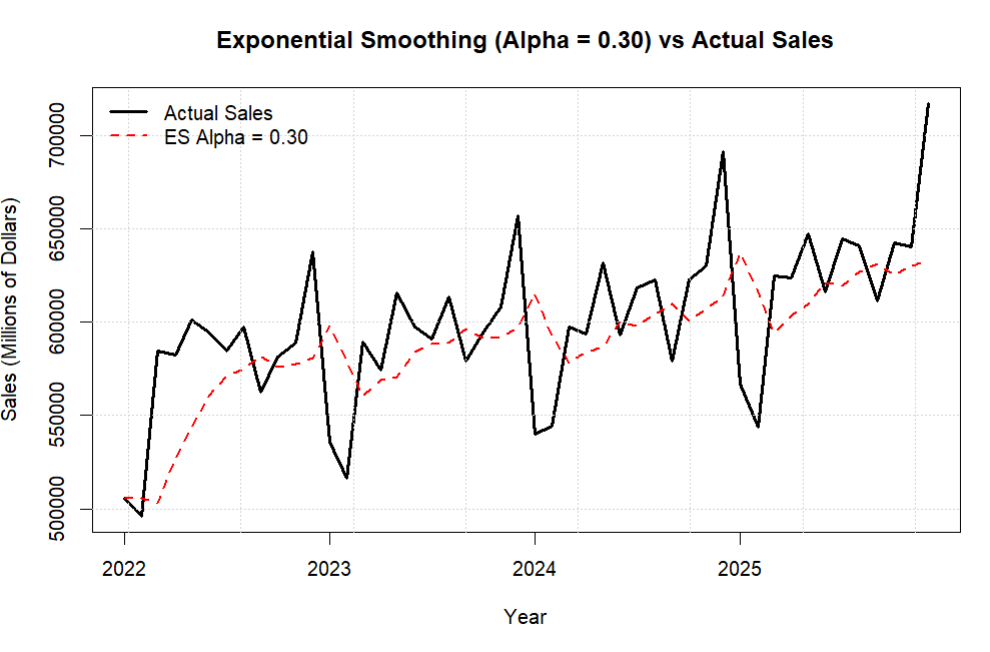 Exponential Smoothing (Alpha = 0.30) vs Actual Sales
Actual Sales
ES Alpha = 0.30
Sales (Millions of Dollars)
700000
650000
600000
550000
500000
2022
2023
2024
2025
Year